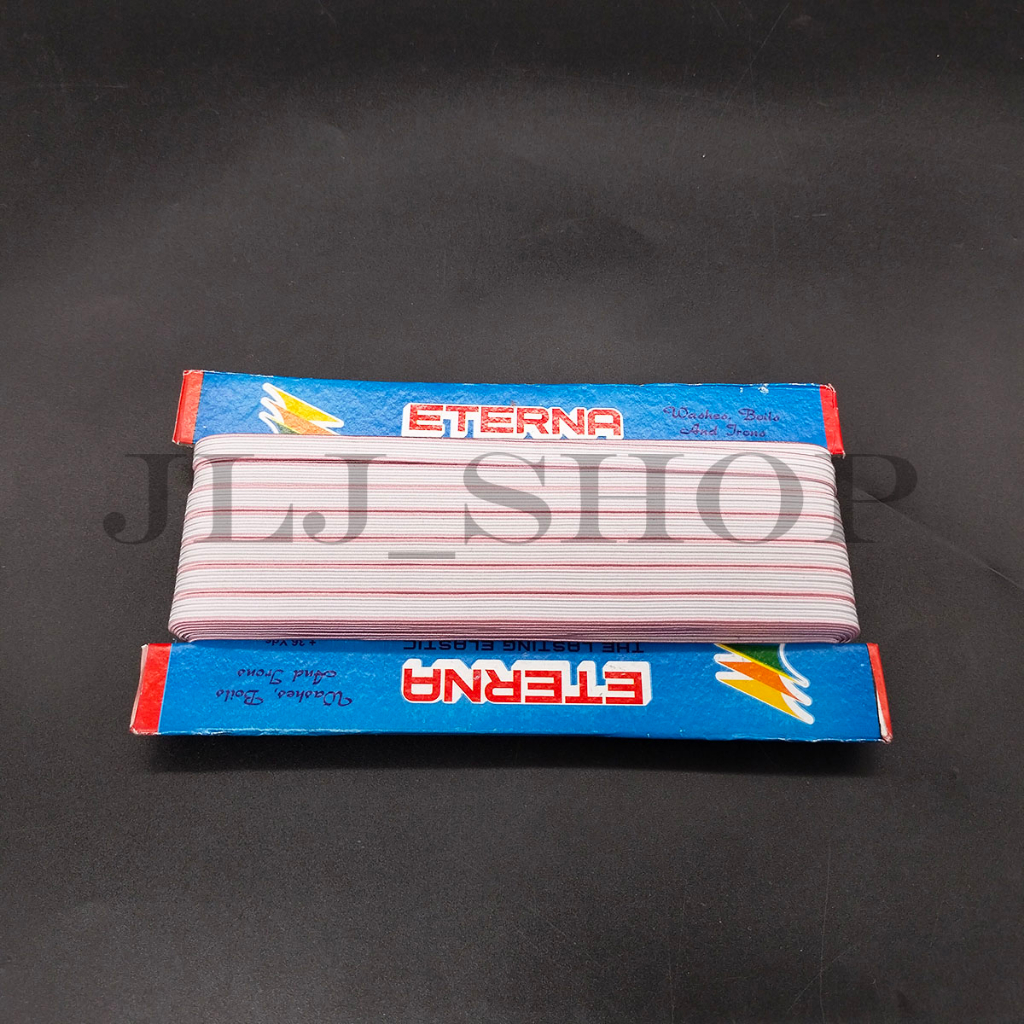 ETERNA
Washes, Boils
And Irons
JLJ_SHOP
THE LASTING ELASTIC
ETERNA
Washes, Boils
And Irons